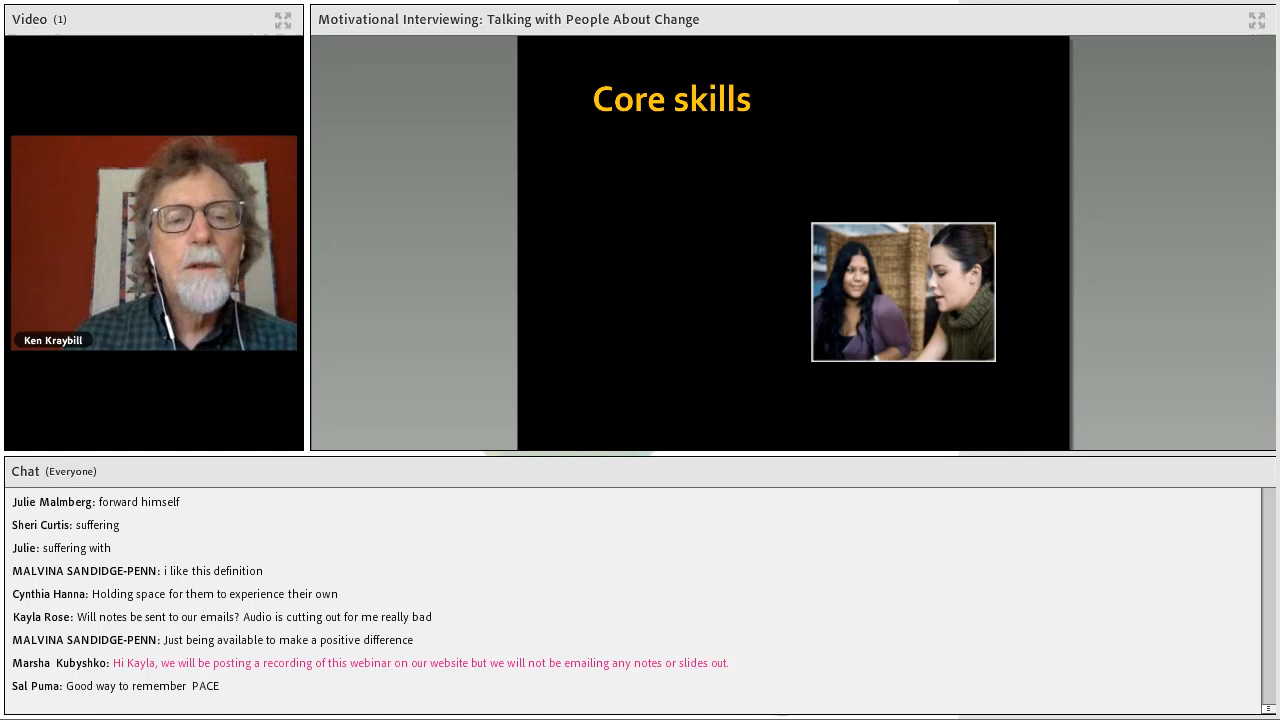 Video (1)
Motivational Interviewing: Talking with People About Change
Core skills
Ken Kraybill
Chat (Everyone)
Julie Malmberg: forward himself
Sheri Curtis: suffering
Julie: suffering with
MALVINA SANDIDGE-PENN: i like this definition
Cynthia Hanna: Holding space for them to experience their own
Kayla Rose: Will notes be sent to our emails? Audio is cutting out for me really bad
MALVINA SANDIDGE-PENN: Just being available to make a positive difference
Marsha Kubyshko: Hi Kayla, we will be posting a recording of this webinar on our website but we will not be emailing any notes or slides out.
Sal Puma: Good way to remember PACE